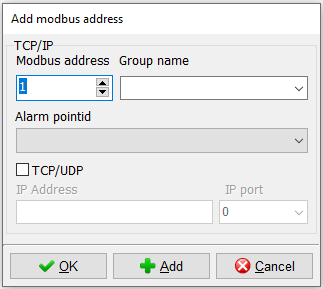 Add modbus address
TCP/IP
Modbus address Group name
1
Alarm pointid
TCP/UDP
IP Address IP port
0
OK Add Cancel